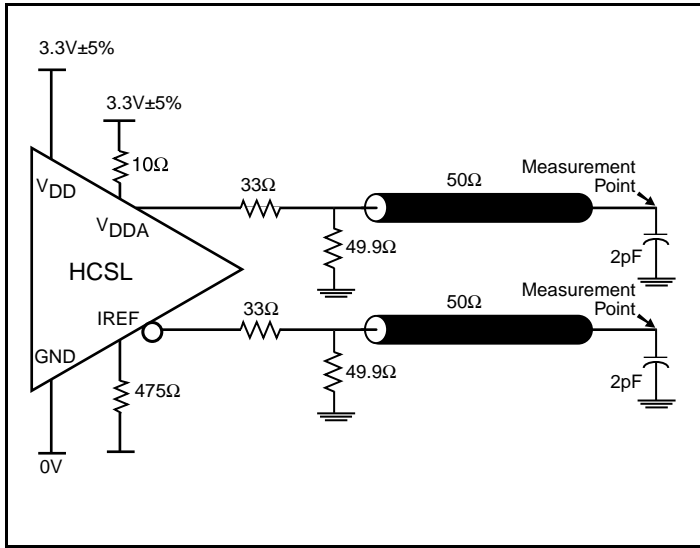 3.3V±5%
3.3V±5%
10Ω
VDD
VDDA
HCSL
IREF
GND
475Ω
0V
33Ω
49.9Ω
50Ω
Measurement
Point
2pF
33Ω
49.9Ω
50Ω
Measurement
Point
2pF